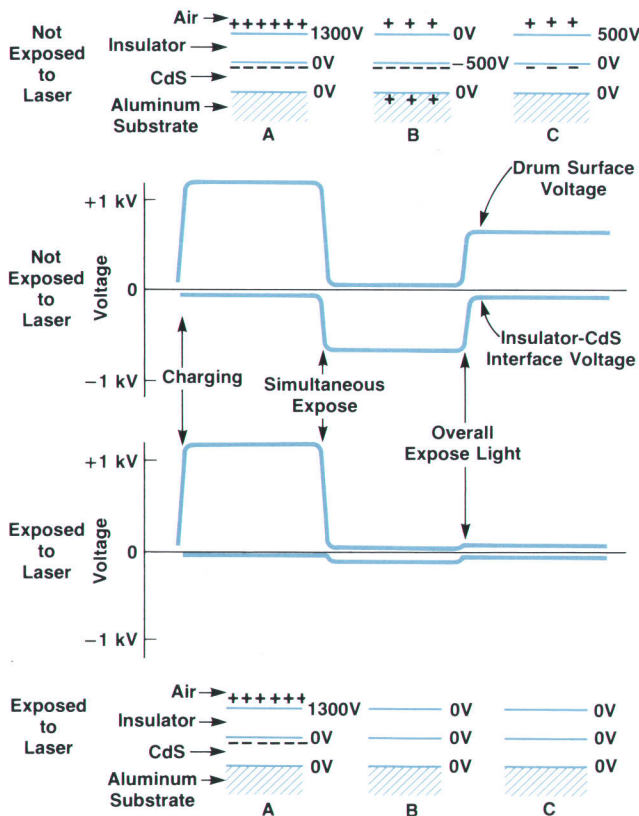 Not
Exposed
to
Laser
Air
Insulator
CdS
Aluminum
Substrate
++++++ 1300V
0V
0V
A
+ + +
0V
-500V
+ + + 0V
B
+ + +
500V
0V
0V
C
Not
Exposed
to
Laser
Voltage
+1 kV
0
-1 kV
Drum Surface
Voltage
Insulator-CdS
Interface Voltage
Charging
Simultaneous
Expose
Overall
Expose Light
Exposed
to
Laser
Voltage
+1 kV
0
-1 kV
Exposed
to
Laser
Air
Insulator
CdS
Aluminum
Substrate
++++++ 1300V
0V
0V
A
0V
0V
0V
B
0V
0V
0V
C